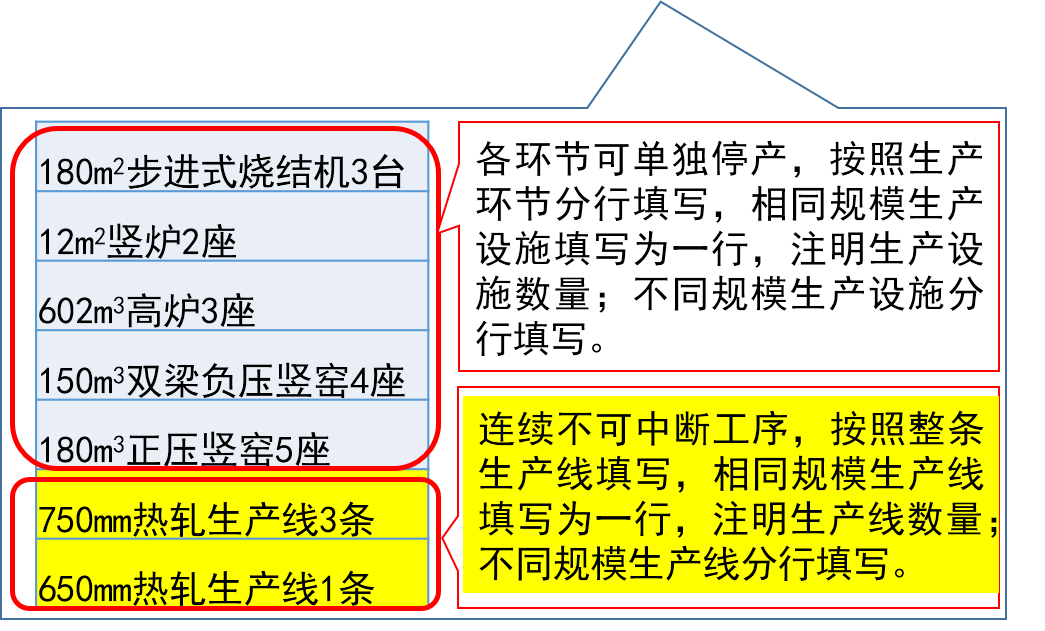 180m²步进式烧结机3台
12m²竖炉2座
602m³高炉3座
150m³双梁负压竖窑4座
180m³正压竖窑5座
750mm热轧生产线3条
650mm热轧生产线1条
各环节可单独停产，按照生产
环节分行填写，相同规模生产
设施填写为一行，注明生产设
施数量；不同规模生产设施分
行填写。
连续不可中断工序，按照整条
生产线填写，相同规模生产线
填写为一行，注明生产线数量；
不同规模生产线分行填写。